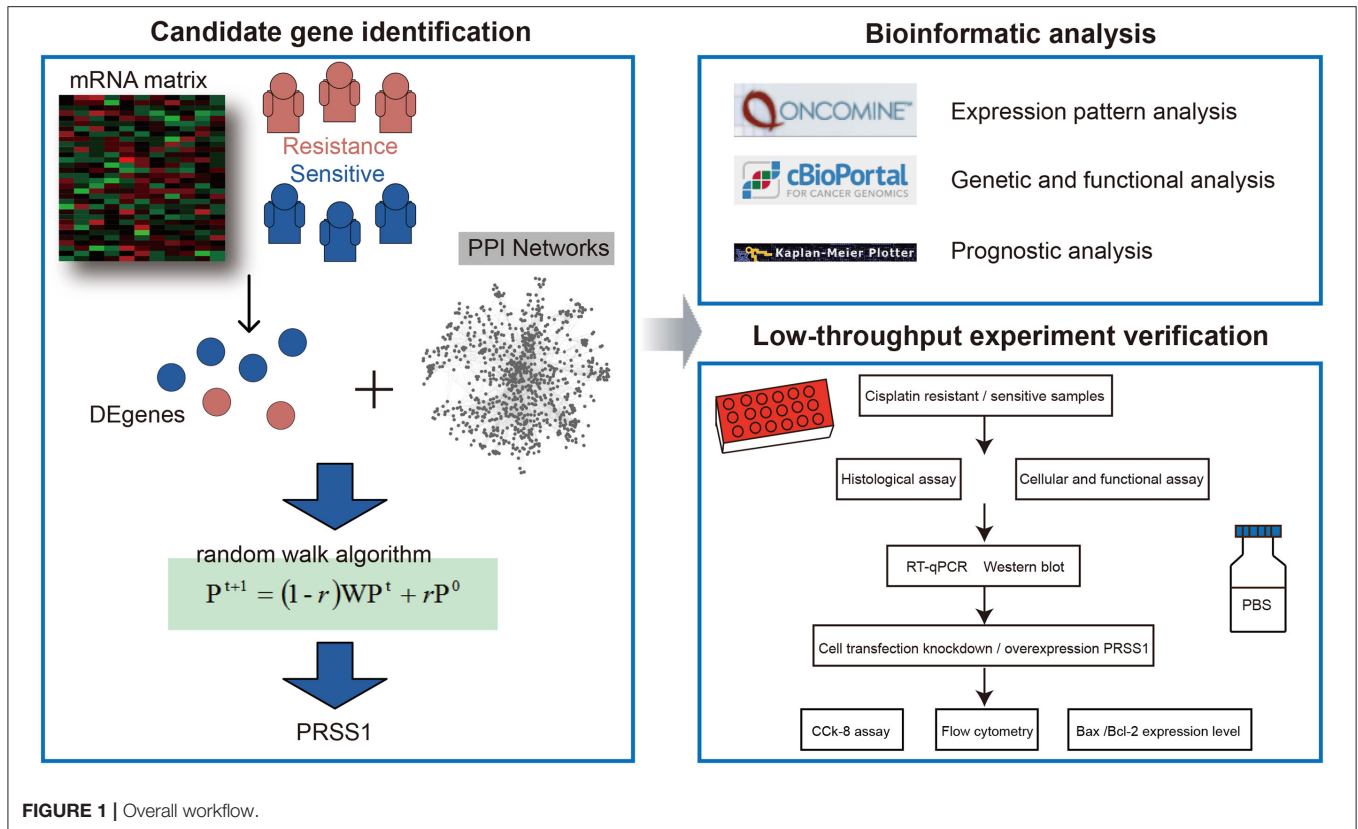 Candidate gene identification
mRNA matrix
Resistance
Sensitive
PPI Networks
DEgenes
random walk algorithm
P^{t+1} = (1 - r)WP^t + rP^0
PRSS1
Bioinformatic analysis
ONCOMINE™
Expression pattern analysis
cBioPortal
FOR CANCER GENOMICS
Genetic and functional analysis
Kaplan-Meier Plotter
Prognostic analysis
Low-throughput experiment verification
Cisplatin resistant / sensitive samples
Histological assay
Cellular and functional assay
RT-qPCR Western blot
PBS
Cell transfection knockdown / overexpression PRSS1
CCk-8 assay
Flow cytometry
Bax /Bcl-2 expression level
FIGURE 1 | Overall workflow.